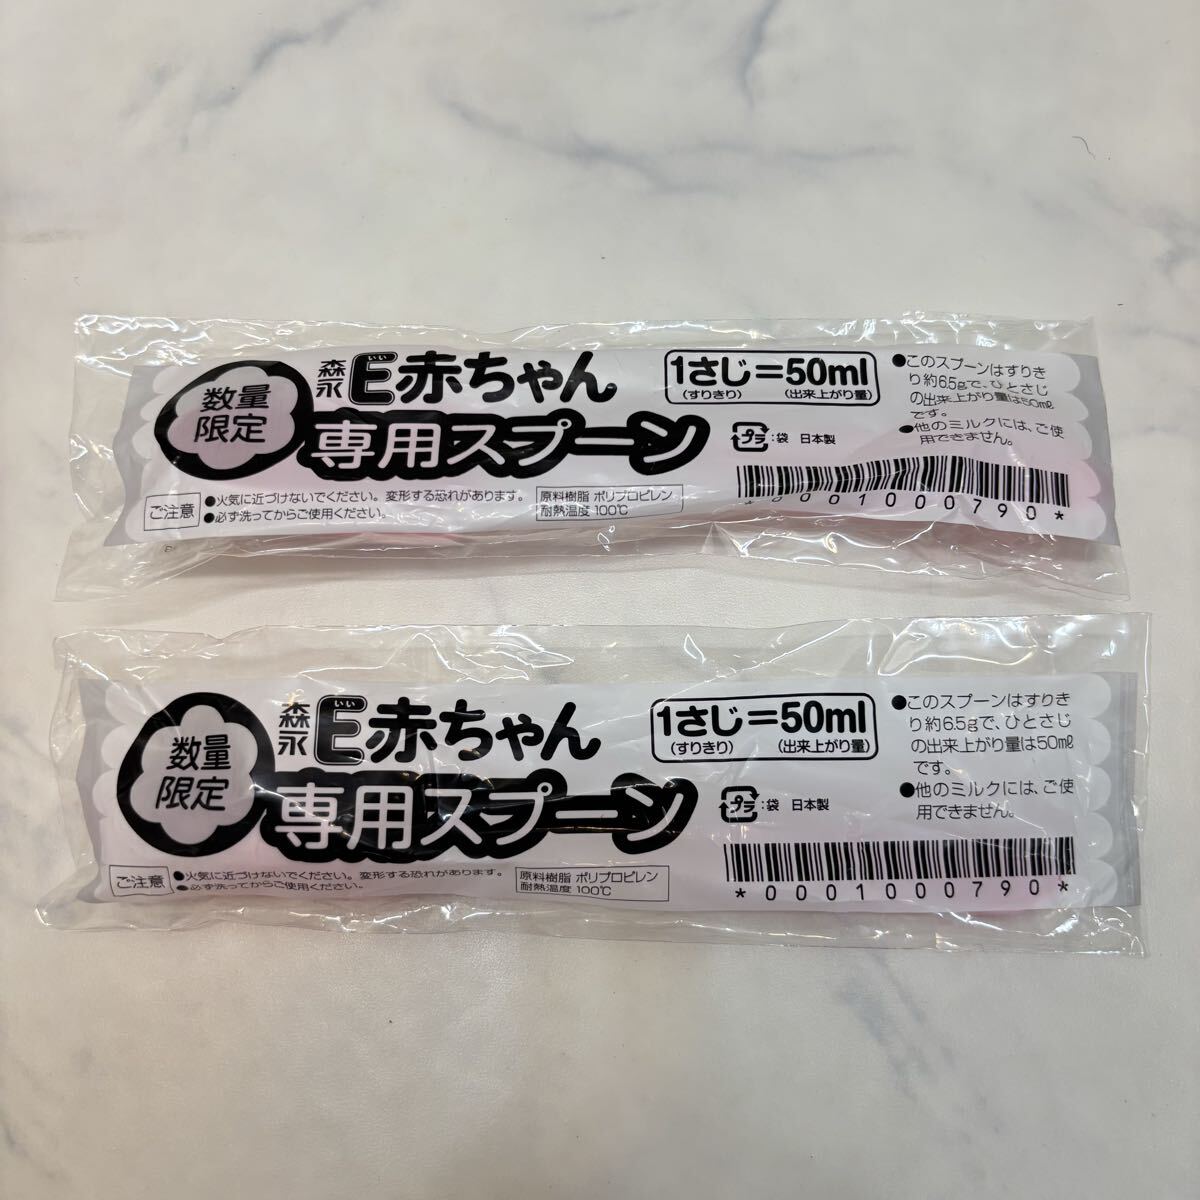 数量
限定
森永
いい
E赤ちゃん
専用スプーン
1さじ=50ml
(すりきり) (出来上がり量)
プラ :袋 日本製
●このスプーンはすりき
り約6.5gで、ひとさじ
の出来上がり量は50mℓ
です。
●他のミルクには、ご使
用できません。
ご注意
●火気に近づけないでください。変形する恐れがあります。
●必ず洗ってからご使用ください。
原料樹脂 ポリプロピレン
耐熱温度 100℃
*0001000790*
数量
限定
森永
いい
E赤ちゃん
専用スプーン
1さじ=50ml
(すりきり) (出来上がり量)
プラ :袋 日本製
●このスプーンはすりき
り約6.5gで、ひとさじ
の出来上がり量は50mℓ
です。
●他のミルクには、ご使
用できません。
ご注意
●火気に近づけないでください。変形する恐れがあります。
●必ず洗ってからご使用ください。
原料樹脂 ポリプロピレン
耐熱温度 100℃
*0001000790*